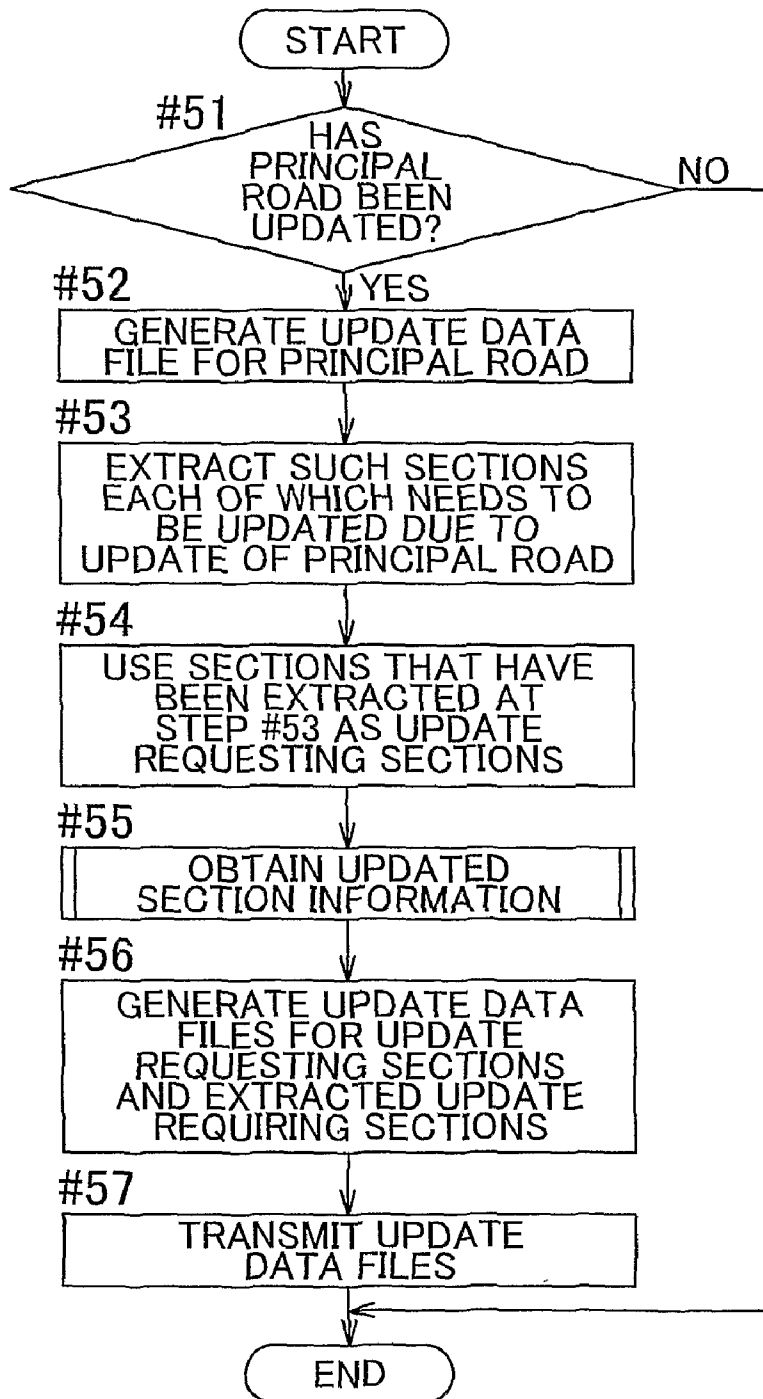 START
#51
HAS
PRINCIPAL
ROAD BEEN
UPDATED?
NO
#52
YES
GENERATE UPDATE DATA
FILE FOR PRINCIPAL ROAD
#53
EXTRACT SUCH SECTIONS
EACH OF WHICH NEEDS TO
BE UPDATED DUE TO
UPDATE OF PRINCIPAL ROAD
#54
USE SECTIONS THAT HAVE
BEEN EXTRACTED AT
STEP #53 AS UPDATE
REQUESTING SECTIONS
#55
OBTAIN UPDATED
SECTION INFORMATION
#56
GENERATE UPDATE DATA
FILES FOR UPDATE
REQUESTING SECTIONS
AND EXTRACTED UPDATE
REQUIRING SECTIONS
#57
TRANSMIT UPDATE
DATA FILES
END